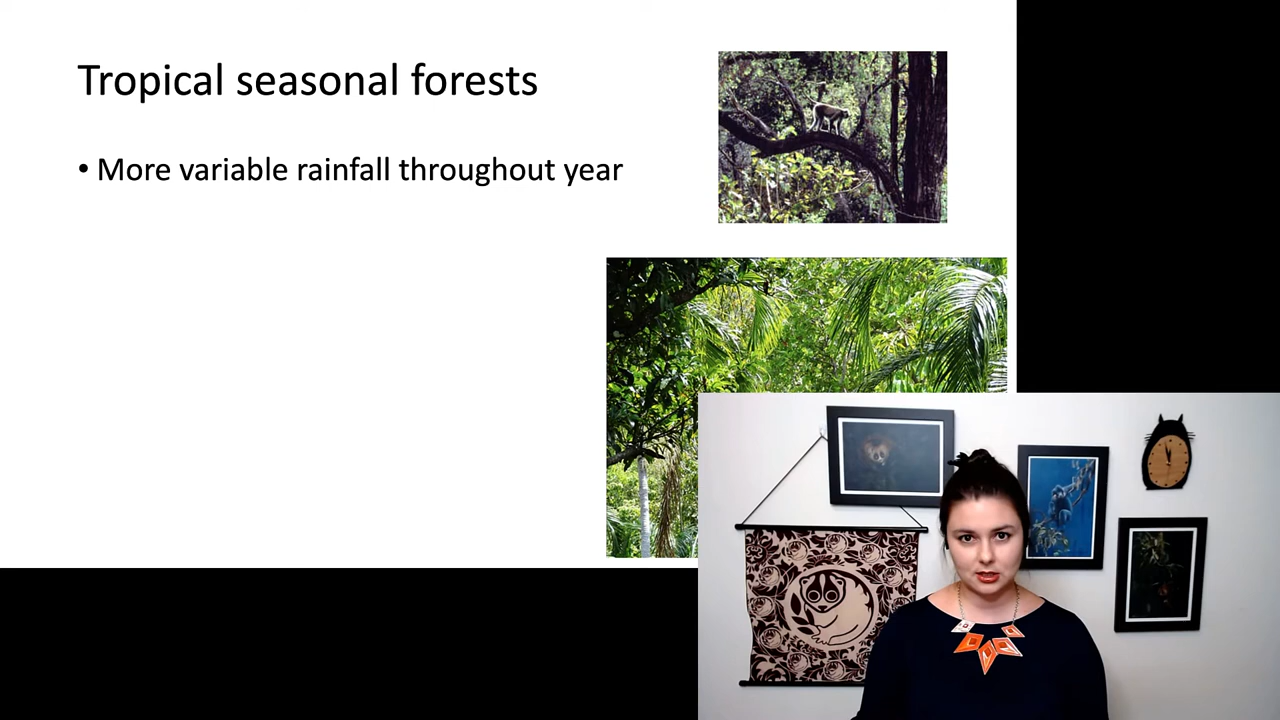 Tropical seasonal forests
• More variable rainfall throughout year